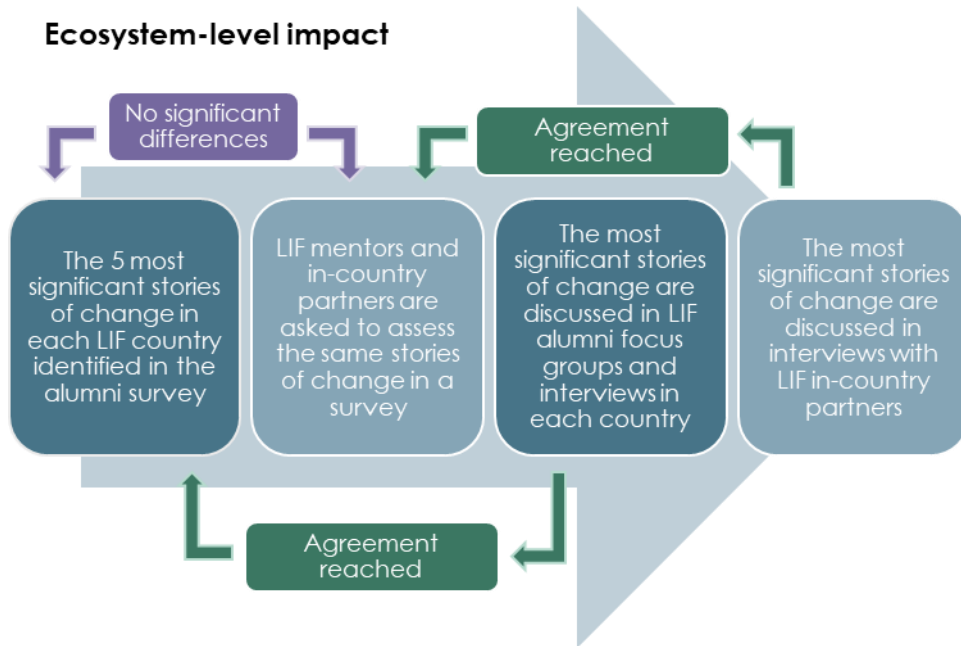 Ecosystem-level impact
No significant
differences
Agreement
reached
The 5 most
significant stories
of change in
each LIF country
identified in the
alumni survey
LIF mentors and
in-country
partners are
asked to assess
the same stories
of change in a
survey
The most
significant stories
of change are
discussed in LIF
alumni focus
groups and
interviews in
each country
The most
significant stories
of change are
discussed in
interviews with
LIF in-country
partners
Agreement
reached